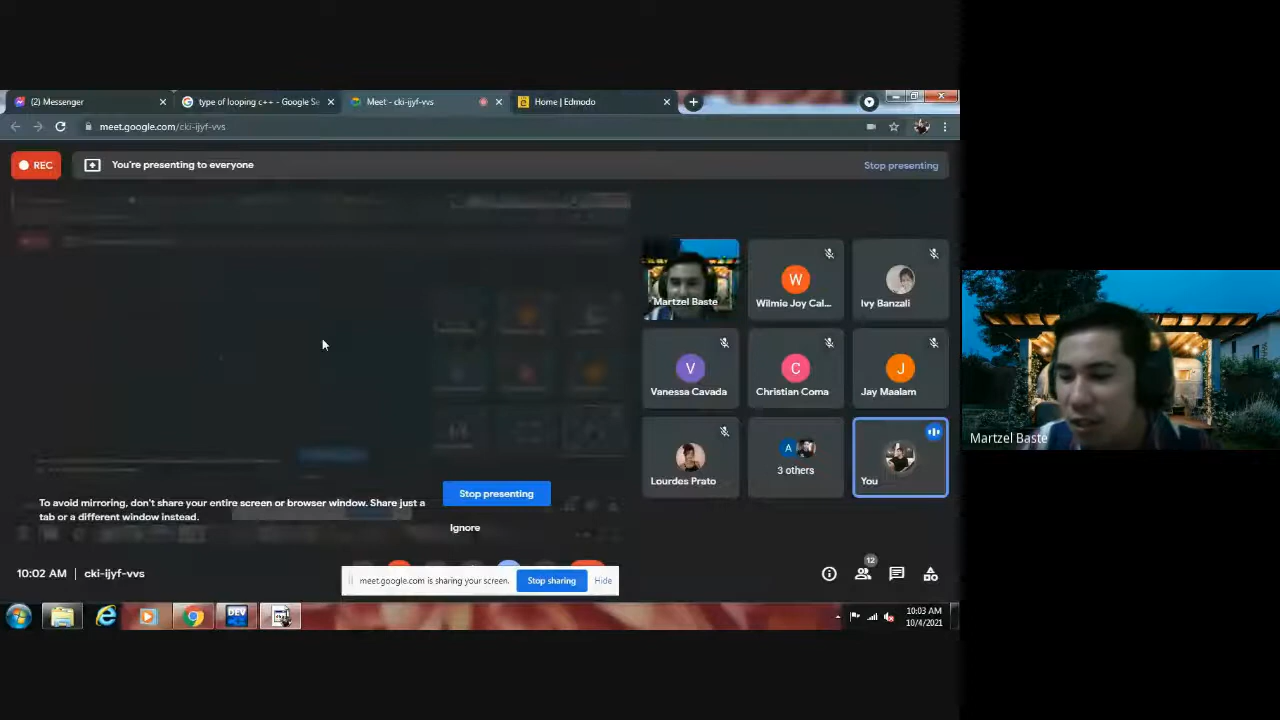 (2) Messenger
type of looping c++ - Google Se
Meet - cki-ijyf-vvs
Home | Edmodo
meet.google.com/cki-ijyf-vvs
REC
You're presenting to everyone
Stop presenting
Martzel Baste
Wilmie Joy Cal...
Ivy Banzali
Vanessa Cavada
Christian Coma
Jay Maalam
Martzel Baste
W
V
C
J
A
Lourdes Prato
3 others
You
To avoid mirroring, don't share your entire screen or browser window. Share just a
tab or a different window instead.
Stop presenting
Ignore
10:02 AM | cki-ijyf-vvs
12
meet.google.com is sharing your screen.
Stop sharing
Hide
DEV
10:03 AM
10/4/2021